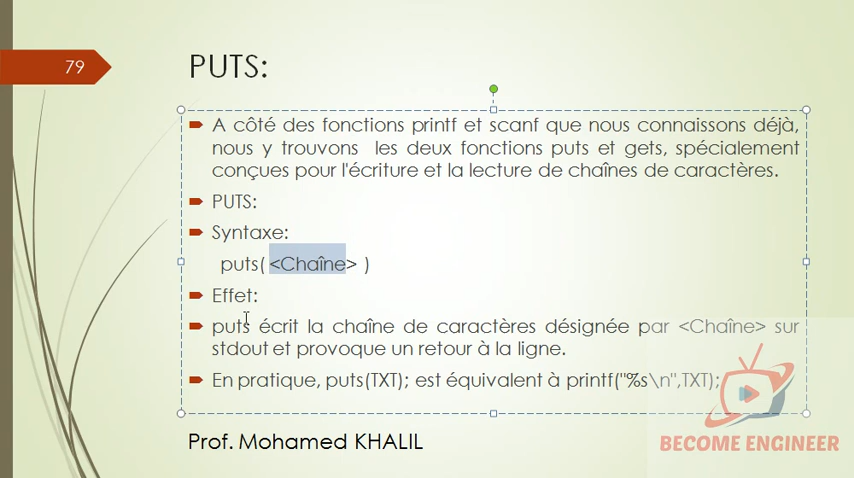 79
PUTS:
A côté des fonctions printf et scanf que nous connaissons déjà,
nous y trouvons les deux fonctions puts et gets, spécialement
conçues pour l'écriture et la lecture de chaînes de caractères.
PUTS:
Syntaxe:
puts( <Chaîne> )
Effet:
puts écrit la chaîne de caractères désignée par <Chaîne> sur
stdout et provoque un retour à la ligne.
En pratique, puts(TXT); est équivalent à printf("%s\n",TXT);
Prof. Mohamed KHALIL
BECOME ENGINEER